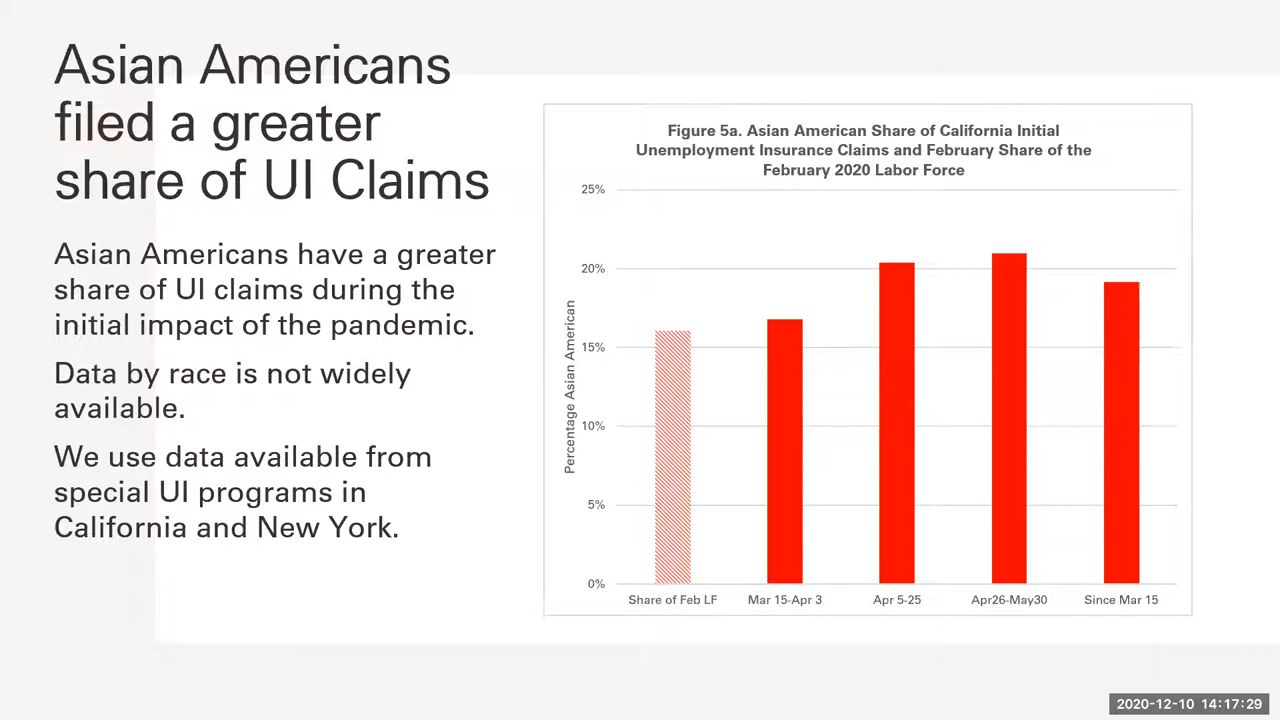 Asian Americans
filed a greater
share of UI Claims
Asian Americans have a greater
share of UI claims during the
initial impact of the pandemic.
Data by race is not widely
available.
We use data available from
special UI programs in
California and New York.
Figure 5a. Asian American Share of California Initial
Unemployment Insurance Claims and February Share of the
February 2020 Labor Force
Percentage Asian American
25%
20%
15%
10%
5%
0%
Share of Feb LF
Mar 15-Apr 3
Apr 5-25
Apr26-May30
Since Mar 15
2020-12-10 14:17:29